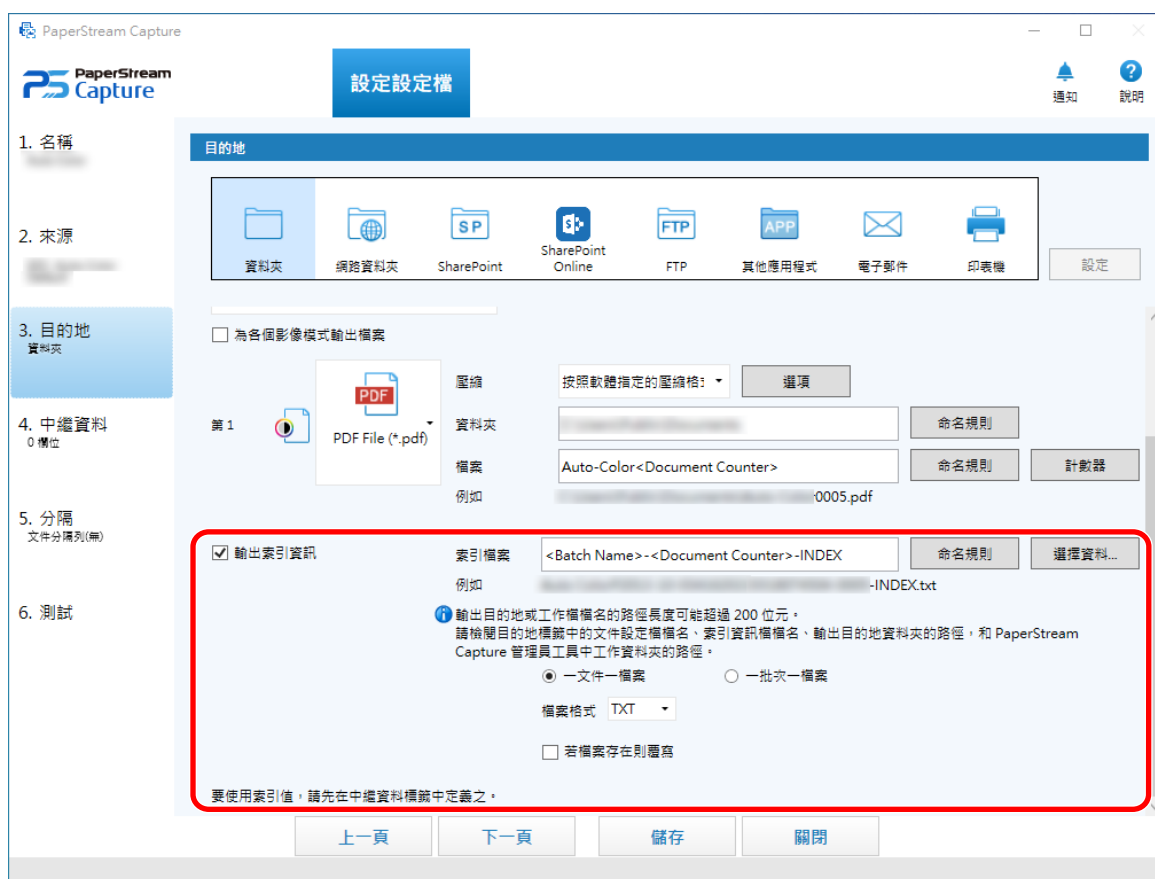 PaperStream Capture
PaperStream
Capture
設定設定檔
通知
說明
1. 名稱
2. 來源
3. 目的地
資料夾
4. 中繼資料
0 欄位
5. 分隔
文件分隔列(無)
6. 測試
目的地
資料夾
網路資料夾
SP
SharePoint
SharePoint
Online
FTP
FTP
APP
其他應用程式
電子郵件
印表機
設定
為各個影像模式輸出檔案
第 1
PDF
PDF File (*.pdf)
壓縮
按照軟體指定的壓縮格
選項
資料夾
命名規則
檔案
Auto-Color<Document Counter>
命名規則
計數器
例如
0005.pdf
輸出索引資訊
索引檔案
<Batch Name>-<Document Counter>-INDEX
命名規則
選擇資料...
例如
-INDEX.txt
輸出目的地或工作檔檔名的路徑長度可能超過 200 位元。
請檢閱目的地標籤中的文件設定檔檔名、索引資訊檔檔名、輸出目的地資料夾的路徑，和 PaperStream
Capture 管理員工具中工作資料夾的路徑。
一文件一檔案
一批次一檔案
檔案格式
TXT
若檔案存在則覆寫
要使用索引值，請先在中繼資料標籤中定義之。
上一頁
下一頁
儲存
關閉